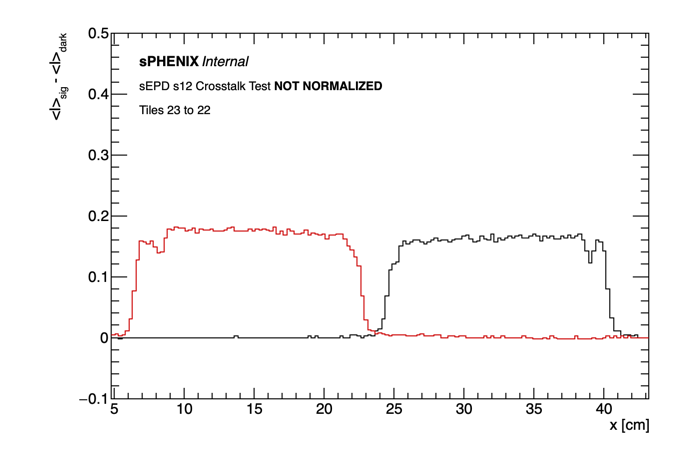 0.5
<I>sig - <I>dark
sPHENIX Internal
sEPD s12 Crosstalk Test NOT NORMALIZED
0.4
Tiles 23 to 22
0.3
0.2
0.1
0
−0.1
5 10 15 20 25 30 35 40
x [cm]